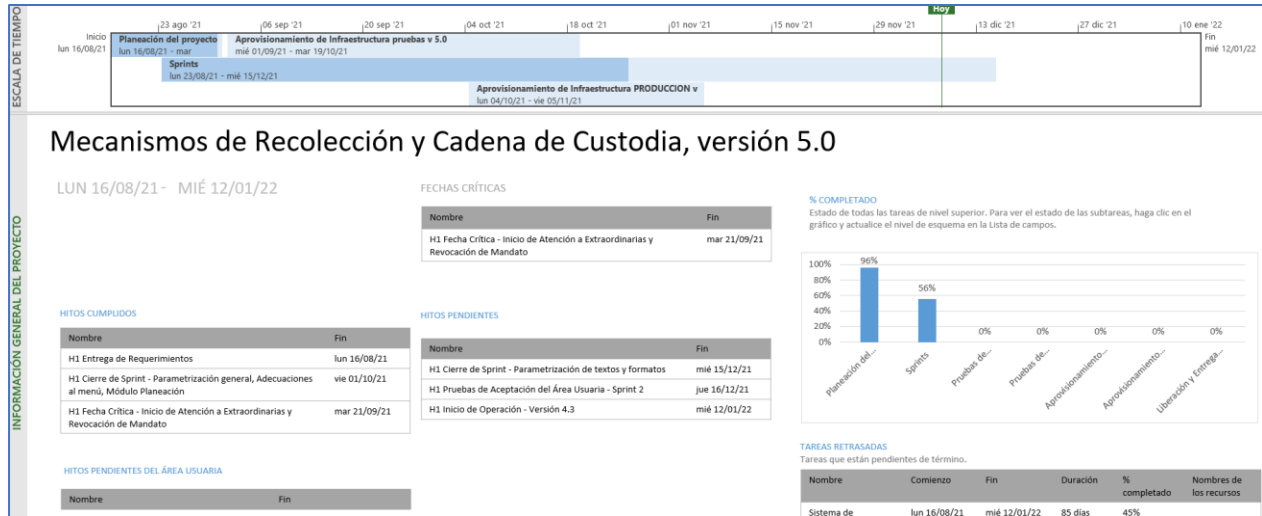 ESCALA DE TIEMPO
Hoy
23 ago '21 06 sep '21 20 sep '21 04 oct '21 18 oct '21 01 nov '21 15 nov '21 29 nov '21 13 dic '21 27 dic '21 10 ene '22
Inicio
lun 16/08/21
Planeación del proyecto
lun 16/08/21 - mar
Aprovisionamiento de Infraestructura pruebas v 5.0
mié 01/09/21 - mar 19/10/21
Fin
mié 12/01/22
Sprints
lun 23/08/21 - mié 15/12/21
Aprovisionamiento de Infraestructura PRODUCCION v
lun 04/10/21 - vie 05/11/21
INFORMACIÓN GENERAL DEL PROYECTO
Mecanismos de Recolección y Cadena de Custodia, versión 5.0
LUN 16/08/21 - MIÉ 12/01/22
FECHAS CRÍTICAS
Nombre Fin
H1 Fecha Crítica - Inicio de Atención a Extraordinarias y mar 21/09/21
Revocación de Mandato
HITOS CUMPLIDOS
Nombre Fin
H1 Entrega de Requerimientos lun 16/08/21
H1 Cierre de Sprint - Parametrización general, Adecuaciones vie 01/10/21
al menú, Módulo Planeación
H1 Fecha Crítica - Inicio de Atención a Extraordinarias y mar 21/09/21
Revocación de Mandato
HITOS PENDIENTES
Nombre Fin
H1 Cierre de Sprint - Parametrización de textos y formatos mié 15/12/21
H1 Pruebas de Aceptación del Área Usuaria - Sprint 2 jue 16/12/21
H1 Inicio de Operación - Versión 4.3 mié 12/01/22
HITOS PENDIENTES DEL ÁREA USUARIA
Nombre Fin
% COMPLETADO
Estado de todas las tareas de nivel superior. Para ver el estado de las subtareas, haga clic en el
gráfico y actualice el nivel de esquema en la Lista de campos.
100%
80%
60%
40%
20%
0%
96% 56% 0% 0% 0% 0% 0%
Planeación del...
Sprints
Pruebas de...
Pruebas de...
Aprovisionamiento...
Aprovisionamiento...
Liberación y Entrega...
TAREAS RETRASADAS
Tareas que están pendientes de término.
Nombre Comienzo Fin Duración % completado Nombres de los recursos
Sistema de lun 16/08/21 mié 12/01/22 85 días 45%